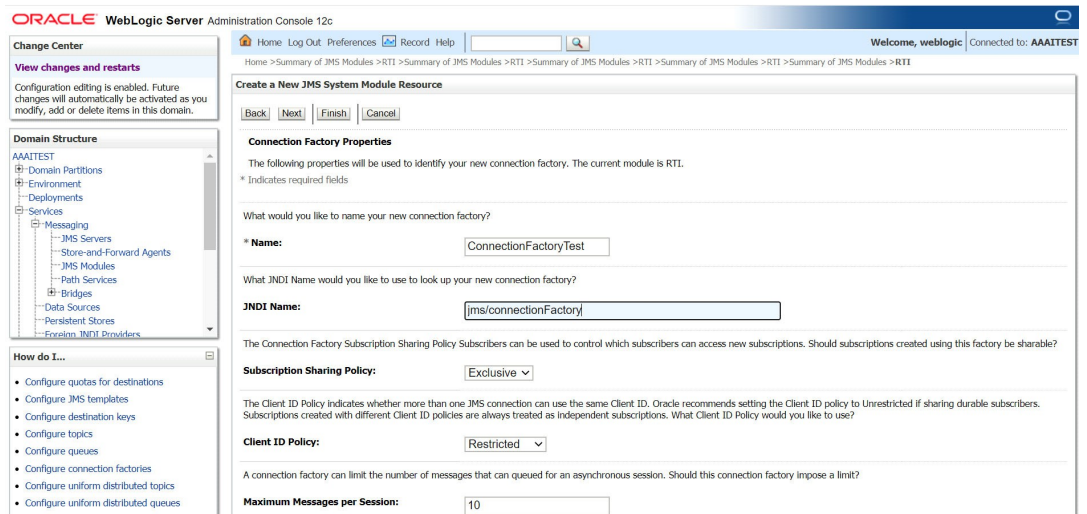 ORACLE WebLogic Server Administration Console 12c
Change Center
View changes and restarts
Configuration editing is enabled. Future
changes will automatically be activated as you
modify, add or delete items in this domain.
Domain Structure
AAAITEST
Domain Partitions
Environment
Deployments
Services
Messaging
JMS Servers
Store-and-Forward Agents
JMS Modules
Path Services
Bridges
Data Sources
Persistent Stores
Foreign JNDI Providers
How do I...
• Configure quotas for destinations
• Configure JMS templates
• Configure destination keys
• Configure topics
• Configure queues
• Configure connection factories
• Configure uniform distributed topics
• Configure uniform distributed queues
Home Log Out Preferences Record Help
Welcome, weblogic Connected to: AAAITEST
Home >Summary of JMS Modules >RTI >Summary of JMS Modules >RTI >Summary of JMS Modules >RTI >Summary of JMS Modules >RTI >Summary of JMS Modules >RTI
Create a New JMS System Module Resource
Back Next Finish Cancel
Connection Factory Properties
The following properties will be used to identify your new connection factory. The current module is RTI.
* Indicates required fields
What would you like to name your new connection factory?
* Name: ConnectionFactoryTest
What JNDI Name would you like to use to look up your new connection factory?
JNDI Name: jms/connectionFactory
The Connection Factory Subscription Sharing Policy Subscribers can be used to control which subscribers can access new subscriptions. Should subscriptions created using this factory be sharable?
Subscription Sharing Policy: Exclusive
The Client ID Policy indicates whether more than one JMS connection can use the same Client ID. Oracle recommends setting the Client ID policy to Unrestricted if sharing durable subscribers.
Subscriptions created with different Client ID policies are always treated as independent subscriptions. What Client ID Policy would you like to use?
Client ID Policy: Restricted
A connection factory can limit the number of messages that can queued for an asynchronous session. Should this connection factory impose a limit?
Maximum Messages per Session: 10